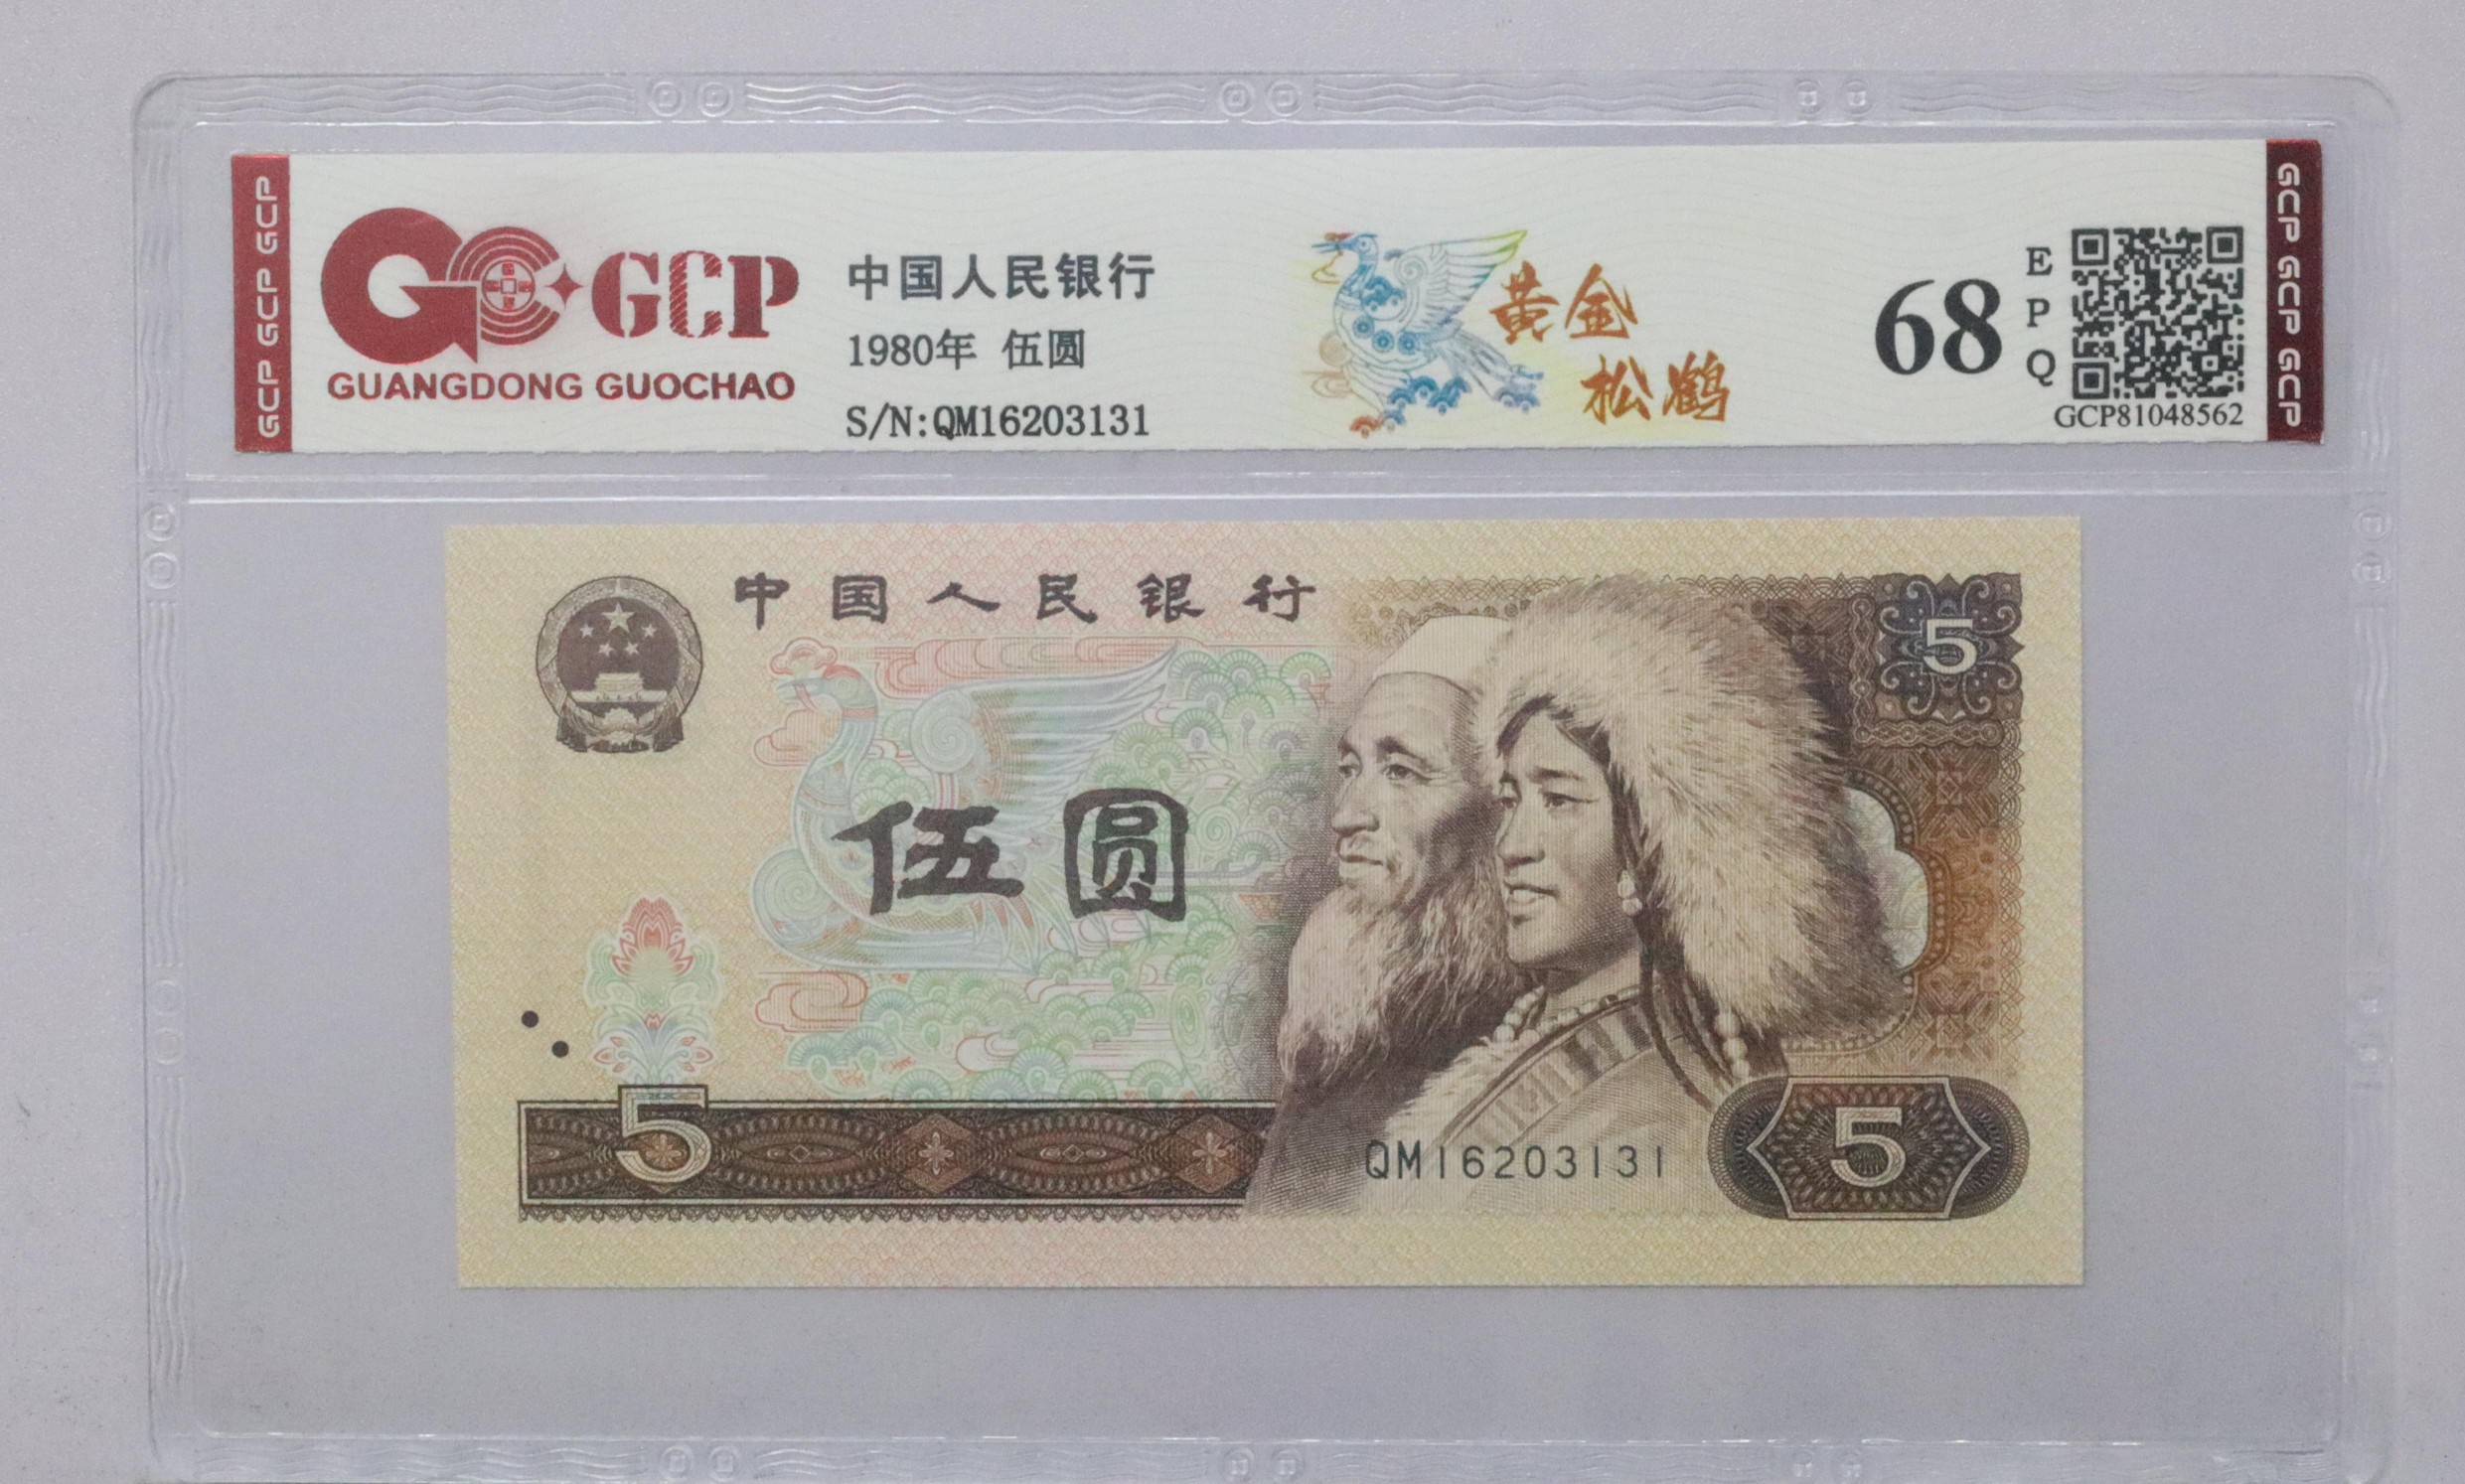 GCP GCP GCP
GCP
GUANGDONG GUOCHAO
中国人民银行
1980年 伍圆
S/N:QM16203131
黄金
松鹤
68
E
P
Q
GCP81048562
GCP GCP GCP
中国人民银行
5
伍圆
5
QM16203131
5